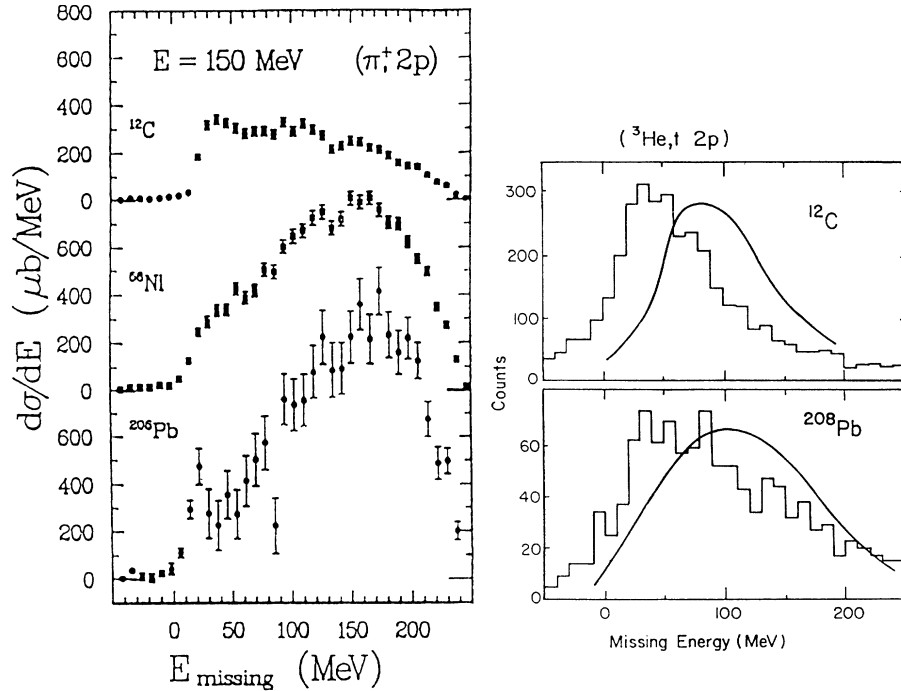 800
E = 150 MeV (π⁺,2p)
600
400
¹²C
200
0
600
⁵⁸Ni
400
200
0
²⁰⁶Pb
600
400
200
0
dσ/dE (μb/MeV)
0 50 100 150 200
E missing (MeV)
(³He,t 2p)
300
¹²C
200
100
0
²⁰⁸Pb
60
40
20
0
Counts
0 100 200
Missing Energy (MeV)